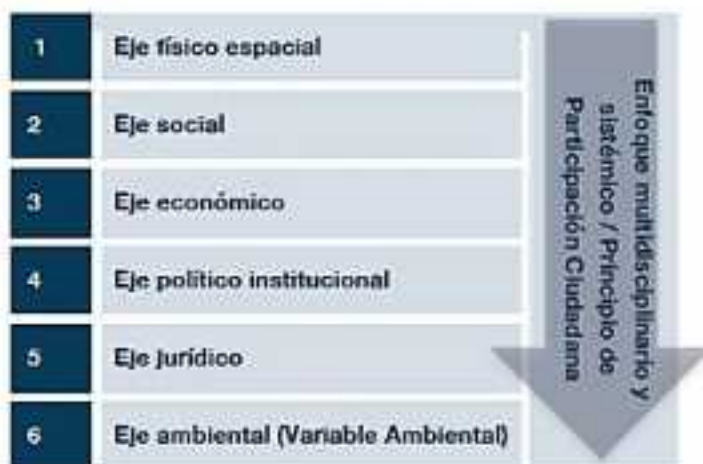 1 Eje físico espacial
2 Eje social
3 Eje económico
4 Eje político institucional
5 Eje jurídico
6 Eje ambiental (Variable Ambiental)
Enfoque multidisciplinario y
sistémico / Principio de
Participación Ciudadana